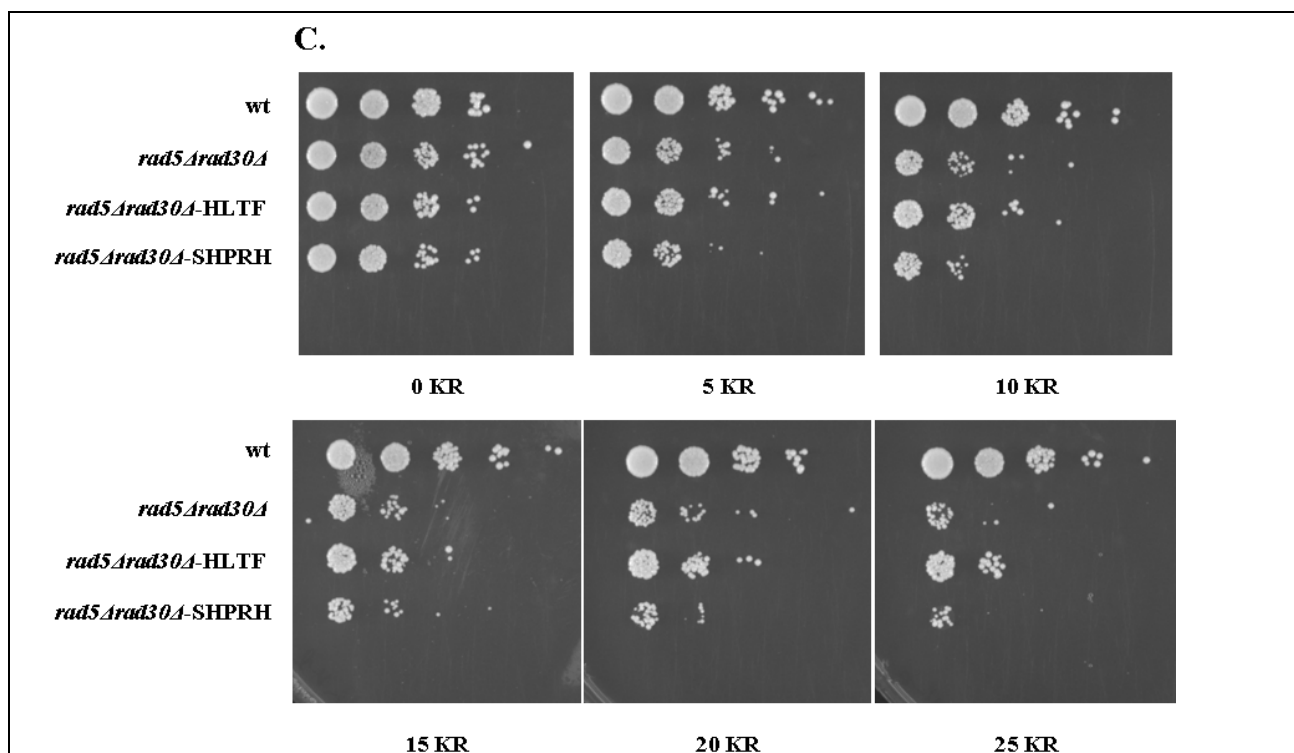 C.
wt
rad5Δrad30Δ
rad5Δrad30Δ-HLTF
rad5Δrad30Δ-SHPRH
0 KR 5 KR 10 KR
wt
rad5Δrad30Δ
rad5Δrad30Δ-HLTF
rad5Δrad30Δ-SHPRH
15 KR 20 KR 25 KR